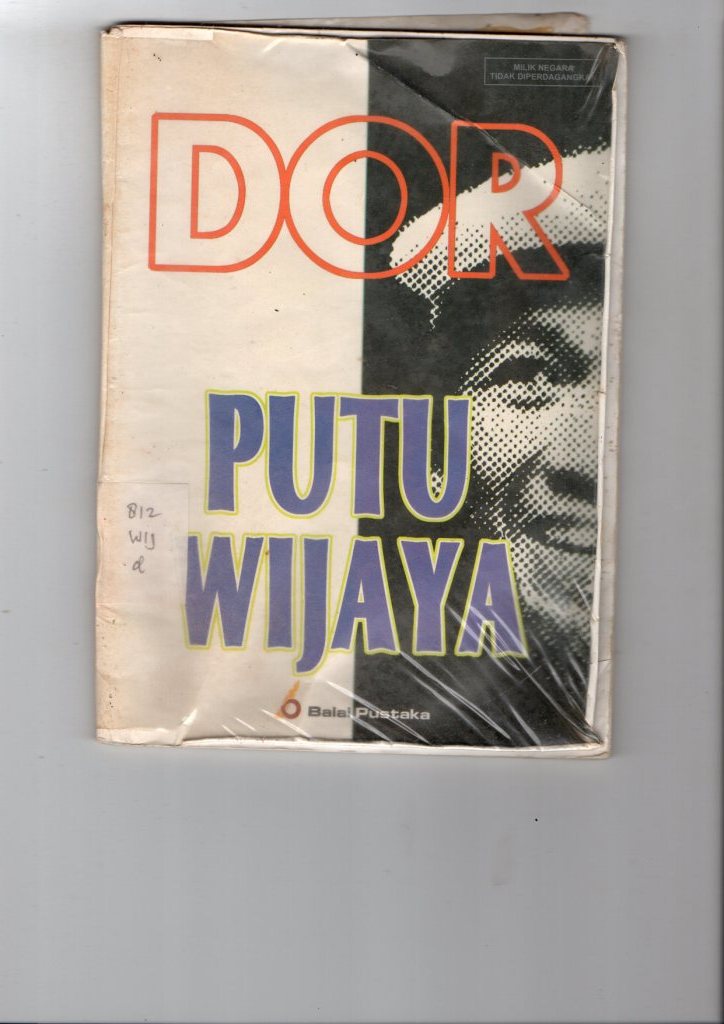 MILIK NEGARA
TIDAK DIPERDAGANGKAN
DOR
PUTU
WIJAYA
812
WIJ
d
Balai Pustaka